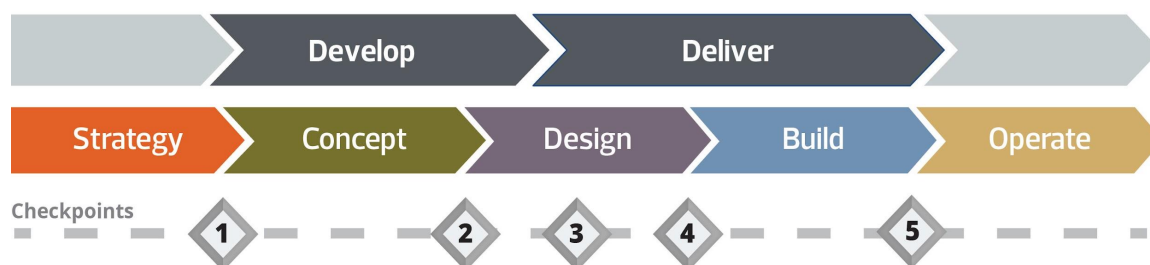 Develop Deliver
Strategy Concept Design Build Operate
Checkpoints
1 2 3 4 5